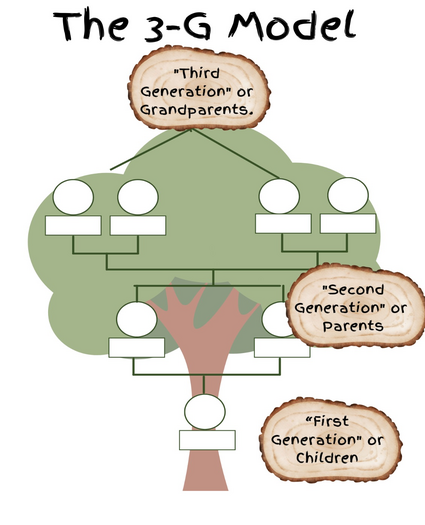 The 3-G Model
"Third
Generation" or
Grandparents.
"Second
Generation" or
Parents
"First
Generation" or
Children